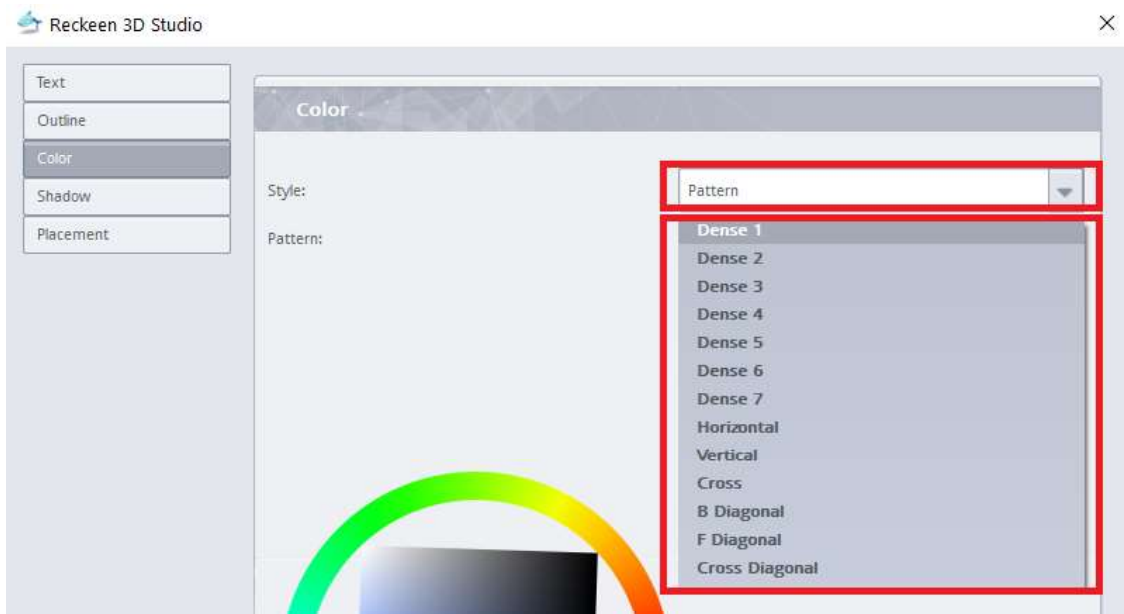 Reckeen 3D Studio
Text
Outline
Color
Shadow
Placement
Color
Style:
Pattern
Pattern:
Dense 1
Dense 2
Dense 3
Dense 4
Dense 5
Dense 6
Dense 7
Horizontal
Vertical
Cross
B Diagonal
F Diagonal
Cross Diagonal